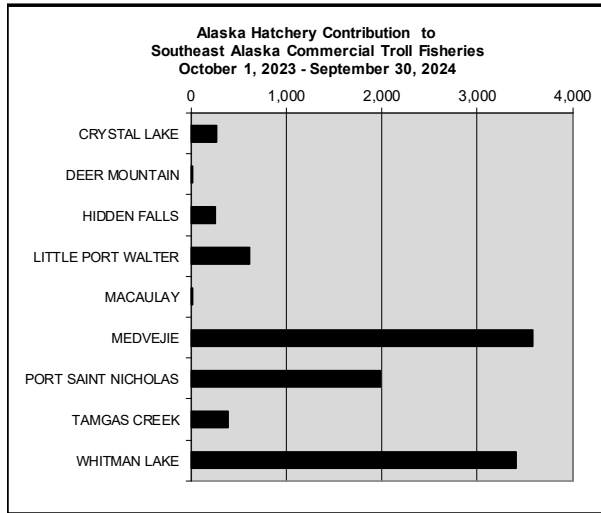 Alaska Hatchery Contribution to
Southeast Alaska Commercial Troll Fisheries
October 1, 2023 - September 30, 2024
0 1,000 2,000 3,000 4,000
CRYSTAL LAKE
DEER MOUNTAIN
HIDDEN FALLS
LITTLE PORT WALTER
MACAULAY
MEDVEJIE
PORT SAINT NICHOLAS
TAMGAS CREEK
WHITMAN LAKE